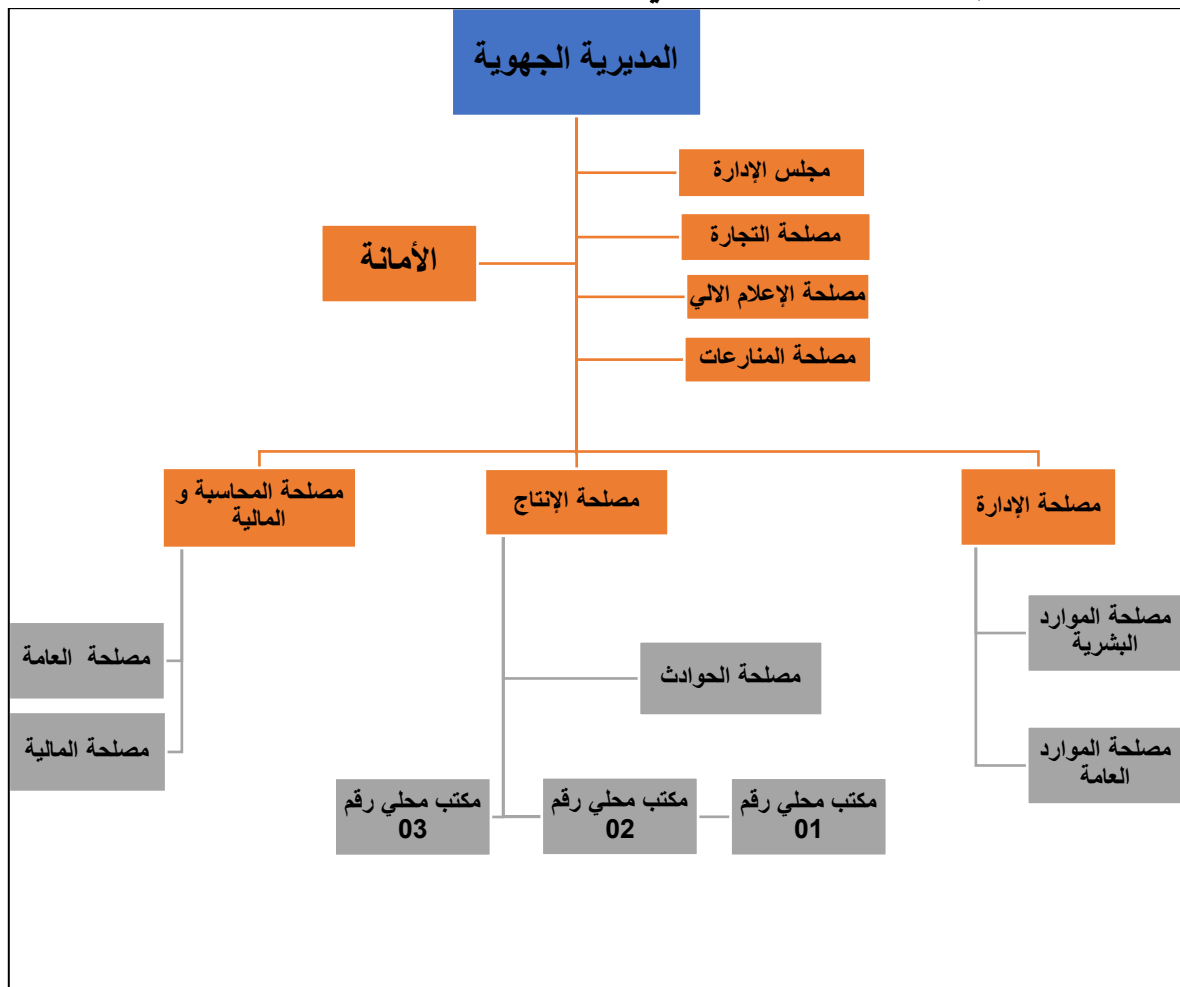 المديرية الجهوية
مجلس الإدارة
مصلحة التجارة
الأمانة
مصلحة الإعلام الالي
مصلحة المنارعات
مصلحة الإدارة
مصلحة الإنتاج
مصلحة المحاسبة و
المالية
مصلحة الموارد
البشرية
مصلحة الحوادث
مصلحة العامة
مصلحة الموارد
العامة
مصلحة المالية
مكتب محلي رقم
01
مكتب محلي رقم
02
مكتب محلي رقم
03